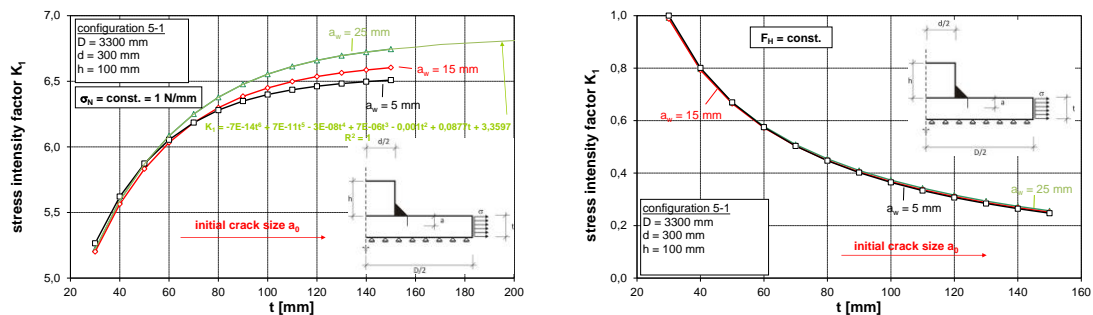 stress intensity factor K1
7,0
6,5
6,0
5,5
5,0
configuration 5-1
D = 3300 mm
d = 300 mm
h = 100 mm
σN = const. = 1 N/mm
aw = 25 mm
aw = 15 mm
aw = 5 mm
K1 = -7E-14t⁶ + 7E-11t⁵ - 3E-08t⁴ + 7E-06t³ - 0,001t² + 0,0877t + 3,3597
R² = 1
d/2
h
a
σ
t
D/2
initial crack size a0
20 40 60 80 100 120 140 160 180 200
t [mm]
stress intensity factor K1
1,0
0,8
0,6
0,4
0,2
0,0
FH = const.
d/2
h
a
σ
t
D/2
aw = 15 mm
aw = 25 mm
aw = 5 mm
configuration 5-1
D = 3300 mm
d = 300 mm
h = 100 mm
initial crack size a0
20 40 60 80 100 120 140 160
t [mm]